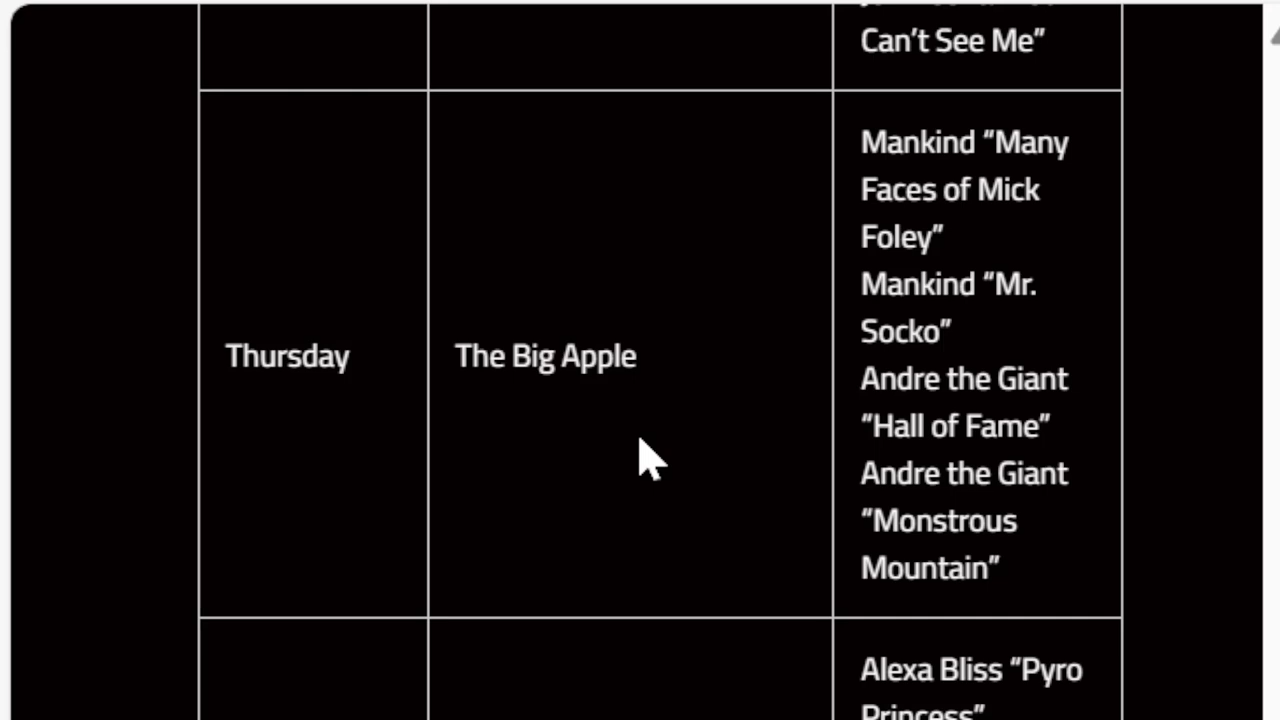 Can’t See Me”
Mankind “Many
Faces of Mick
Foley”
Mankind “Mr.
Socko”
Thursday
The Big Apple
Andre the Giant
“Hall of Fame”
Andre the Giant
“Monstrous
Mountain”
Alexa Bliss “Pyro
Princess”